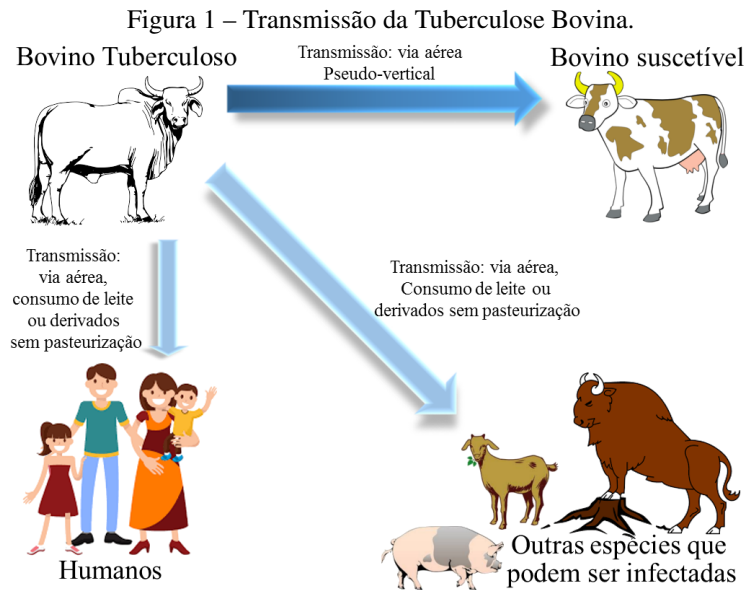 Figura 1 – Transmissão da Tuberculose Bovina.
Bovino Tuberculoso
Transmissão: via aérea
Pseudo-vertical
Bovino suscetível
Transmissão:
via aérea,
consumo de leite
ou derivados
sem pasteurização
Transmissão: via aérea,
Consumo de leite ou
derivados sem pasteurização
Humanos
Outras espécies que
podem ser infectadas